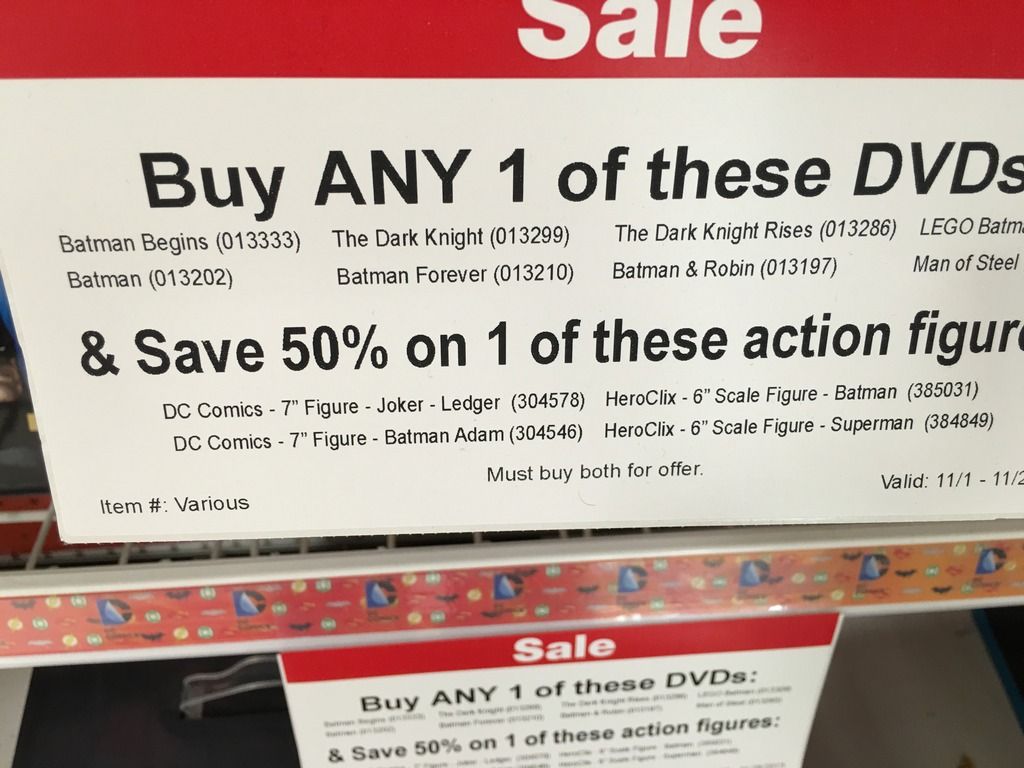 Sale
Buy ANY 1 of these DVDs
Batman Begins (013333) The Dark Knight (013299) The Dark Knight Rises (013286) LEGO
Batman (013202) Batman Forever (013210) Batman & Robin (013197) Man of Steel
& Save 50% on 1 of these action
DC Comics - 7" Figure - Joker - Ledger (304578) HeroClix - 6" Scale Figure - Batman (385031)
DC Comics - 7" Figure - Batman Adam (304546) HeroClix - 6" Scale Figure - Superman (384849)
Must buy both for offer.
Item #: Various Valid: 11/1 -
Sale
Buy ANY 1 of these DVDs:
& Save 50% on 1 of these action figures: